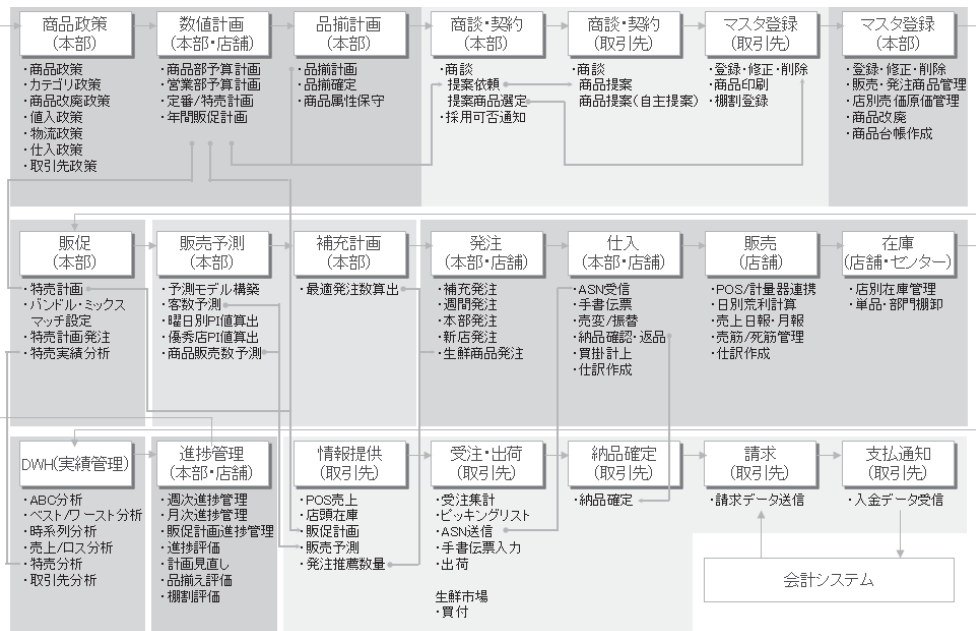 商品政策
(本部)
・商品政策
・カテゴリ政策
・商品改廃政策
・値入政策
・物流政策
・仕入政策
・取引先政策
数値計画
(本部・店舗)
・商品部予算計画
・営業部予算計画
・定番/特売計画
・年間販促計画
品揃計画
(本部)
・品揃計画
・品揃確定
・商品属性保守
商談・契約
(本部)
・商談
提案依頼
提案商品選定
・採用可否通知
商談・契約
(取引先)
・商談
商品提案
商品提案(自主提案)
マスタ登録
(取引先)
・登録・修正・削除
・商品印刷
・棚割登録
マスタ登録
(本部)
・登録・修正・削除
・販売・発注商品管理
・店別売価原価管理
・商品改廃
・商品台帳作成
販促
(本部)
・特売計画
・バンドル・ミックス
マッチ設定
・特売計画発注
・特売実績分析
販売予測
(本部)
・予測モデル構築
・客数予測
・曜日別PI値算出
・優秀店PI値算出
・商品販売数予測
補充計画
(本部)
・最適発注数算出
発注
(本部・店舗)
・補充発注
・週間発注
・本部発注
・新店発注
・生鮮商品発注
仕入
(本部・店舗)
・ASN受信
・手書伝票
・売変/振替
・納品確認・返品
・買掛計上
・仕訳作成
販売
(店舗)
・POS/計量器連携
・日別荒利計算
・売上日報・月報
・売筋/死筋管理
・仕訳作成
在庫
(店舗・センター)
・店別在庫管理
・単品・部門棚卸
DWH(実績管理)
・ABC分析
・ベスト/ワースト分析
・時系列分析
・売上/ロス分析
・特売分析
・取引先分析
進捗管理
(本部・店舗)
・週次進捗管理
・月次進捗管理
・販促計画進捗管理
・進捗評価
・計画見直し
・品揃え評価
・棚割評価
情報提供
(取引先)
・POS売上
・店頭在庫
・販促計画
・販売予測
・発注推薦数量
受注・出荷
(取引先)
・受注集計
・ピッキングリスト
・ASN送信
・手書伝票入力
・出荷
生鮮市場
・買付
納品確定
(取引先)
・納品確定
請求
(取引先)
・請求データ送信
支払通知
(取引先)
・入金データ受信
会計システム